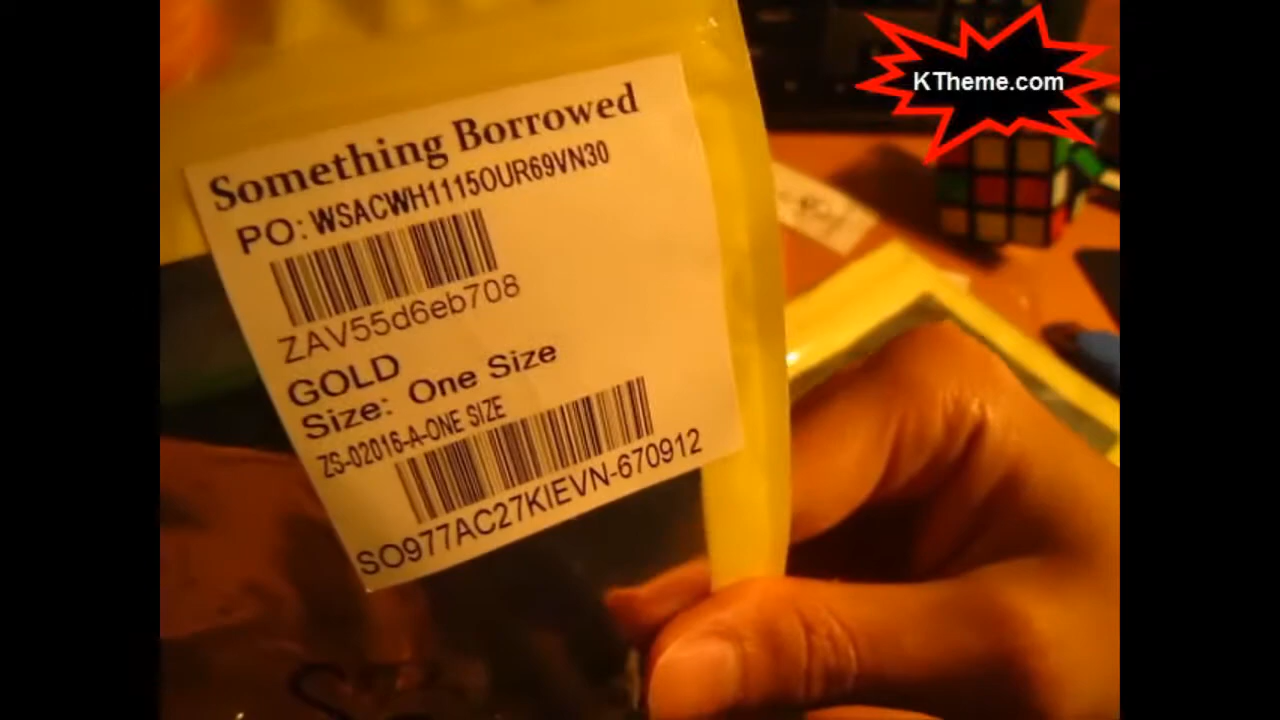 Something Borrowed
PO: WSACWH1115OUR69VN30
ZAV55d6eb708
GOLD
Size: One Size
ZS-02016-A-ONE SIZE
SO977AC27KIEVN-670912
KTheme.com